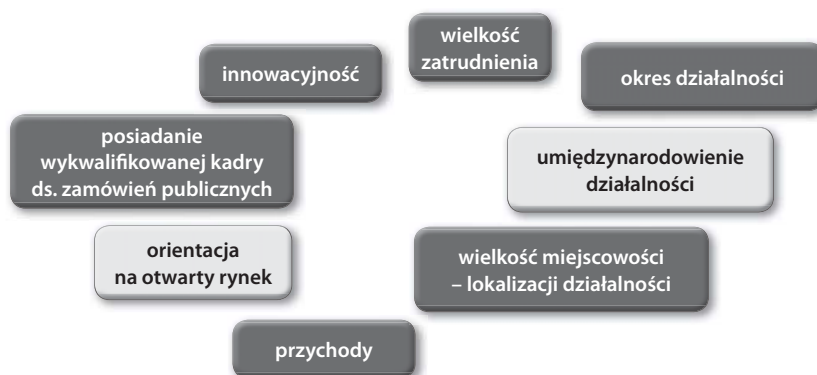 wielkość
zatrudnienia
innowacyjność
okres działalności
posiadanie
wykwalifikowanej kadry
ds. zamówień publicznych
umiędzynarodowienie
działalności
orientacja
na otwarty rynek
wielkość miejscowości
– lokalizacji działalności
przychody